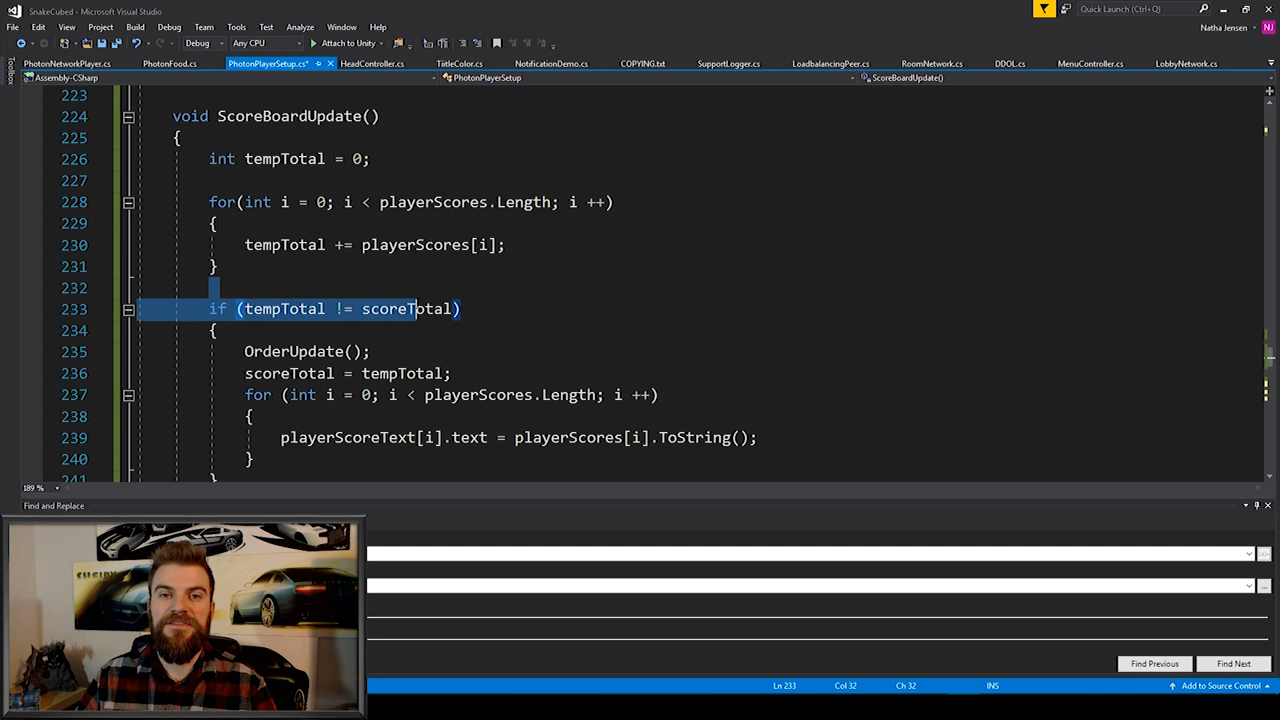 SnakeCubed - Microsoft Visual Studio
Quick Launch (Ctrl+Q)
File Edit View Project Build Debug Team Tools Test Analyze Window Help
Natha Jensen NJ
Debug Any CPU Attach to Unity
Toolbox
PhotonNetworkPlayer.cs PhotonFood.cs PhotonPlayerSetup.cs* HeadController.cs TiitleColor.cs NotificationDemo.cs COPYING.txt SupportLogger.cs LoadbalancingPeer.cs RoomNetwork.cs DDOL.cs MenuController.cs LobbyNetwork.cs
Assembly-CSharp PhotonPlayerSetup ScoreBoardUpdate()
223
224 void ScoreBoardUpdate()
225 {
226 int tempTotal = 0;
227
228 for(int i = 0; i < playerScores.Length; i ++)
229 {
230 tempTotal += playerScores[i];
231 }
232
233 if (tempTotal != scoreTotal)
234 {
235 OrderUpdate();
236 scoreTotal = tempTotal;
237 for (int i = 0; i < playerScores.Length; i ++)
238 {
239 playerScoreText[i].text = playerScores[i].ToString();
240 }
241 }
189 %
Find and Replace
Find Previous Find Next
Ln 233 Col 32 Ch 32 INS Add to Source Control